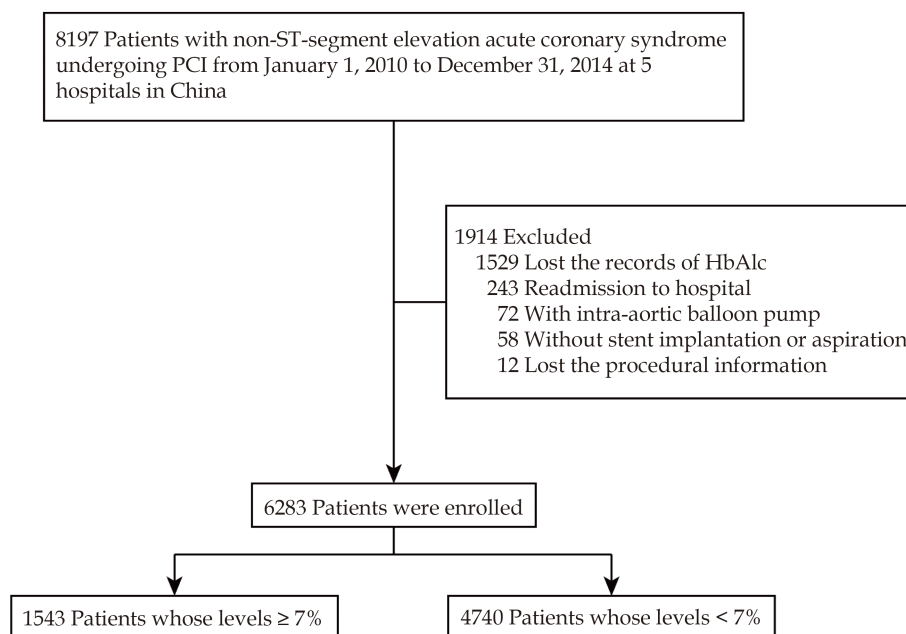 8197 Patients with non-ST-segment elevation acute coronary syndrome
undergoing PCI from January 1, 2010 to December 31, 2014 at 5
hospitals in China
1914 Excluded
1529 Lost the records of HbAlc
243 Readmission to hospital
72 With intra-aortic balloon pump
58 Without stent implantation or aspiration
12 Lost the procedural information
6283 Patients were enrolled
1543 Patients whose levels ≥ 7%
4740 Patients whose levels < 7%